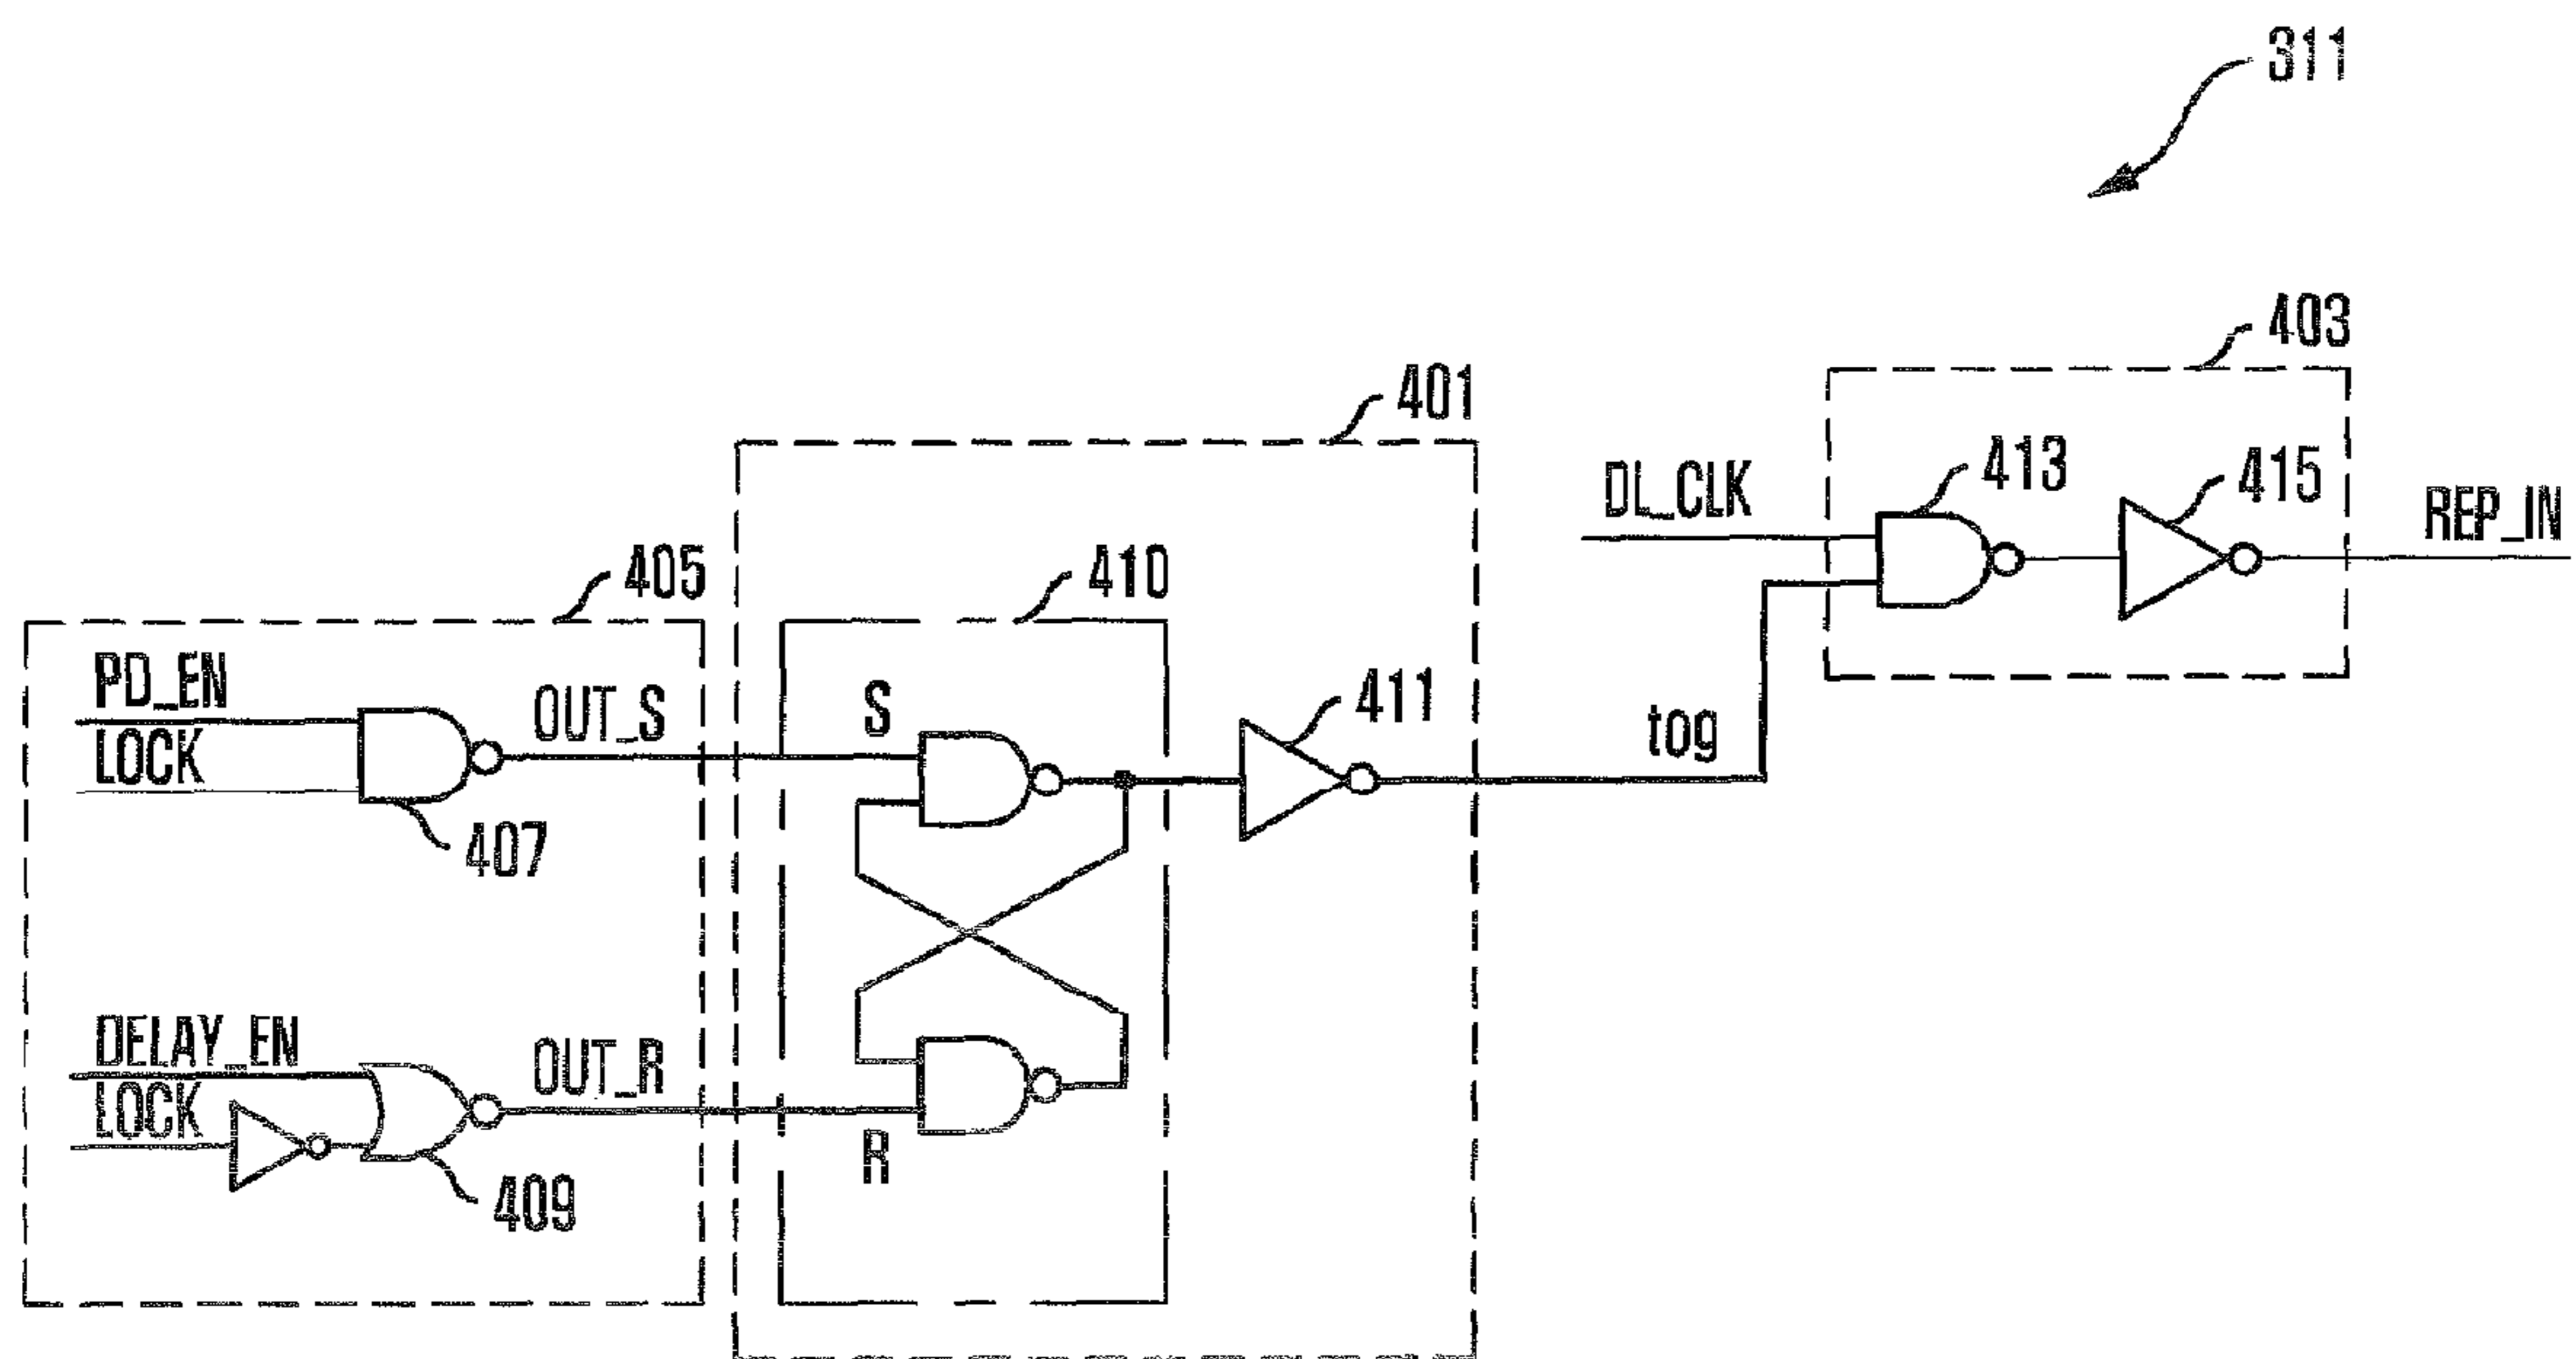 311
403
401
DL_CLK
413
415
REP_IN
405
410
PD_EN
LOCK
OUT_S
S
411
tog
407
DELAY_EN
LOCK
OUT_R
R
409